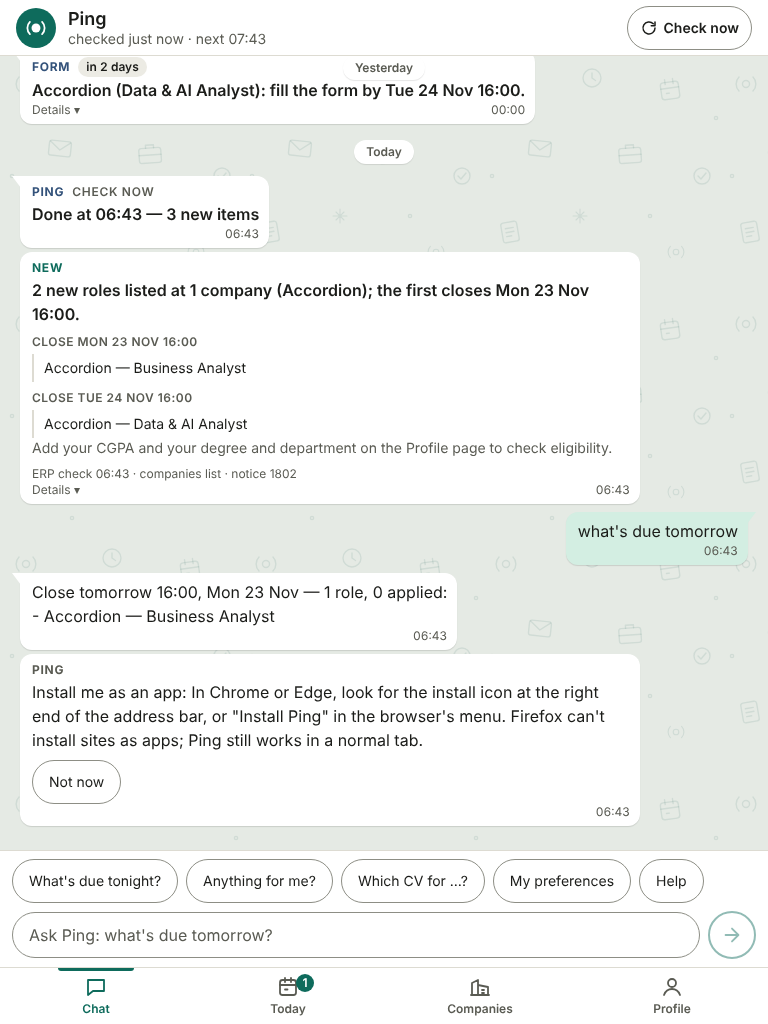 Ping
checked just now · next 07:43
Check now
FORM in 2 days
Yesterday
Accordion (Data & AI Analyst): fill the form by Tue 24 Nov 16:00.
Details ▾
00:00
Today
PING CHECK NOW
Done at 06:43 — 3 new items
06:43
NEW
2 new roles listed at 1 company (Accordion); the first closes Mon 23 Nov
16:00.
CLOSE MON 23 NOV 16:00
Accordion — Business Analyst
CLOSE TUE 24 NOV 16:00
Accordion — Data & AI Analyst
Add your CGPA and your degree and department on the Profile page to check eligibility.
ERP check 06:43 · companies list · notice 1802
Details ▾
06:43
what's due tomorrow
06:43
Close tomorrow 16:00, Mon 23 Nov — 1 role, 0 applied:
- Accordion — Business Analyst
06:43
PING
Install me as an app: In Chrome or Edge, look for the install icon at the right
end of the address bar, or "Install Ping" in the browser's menu. Firefox can't
install sites as apps; Ping still works in a normal tab.
Not now
06:43
What's due tonight?
Anything for me?
Which CV for ...?
My preferences
Help
Ask Ping: what's due tomorrow?
1
Chat
Today
Companies
Profile